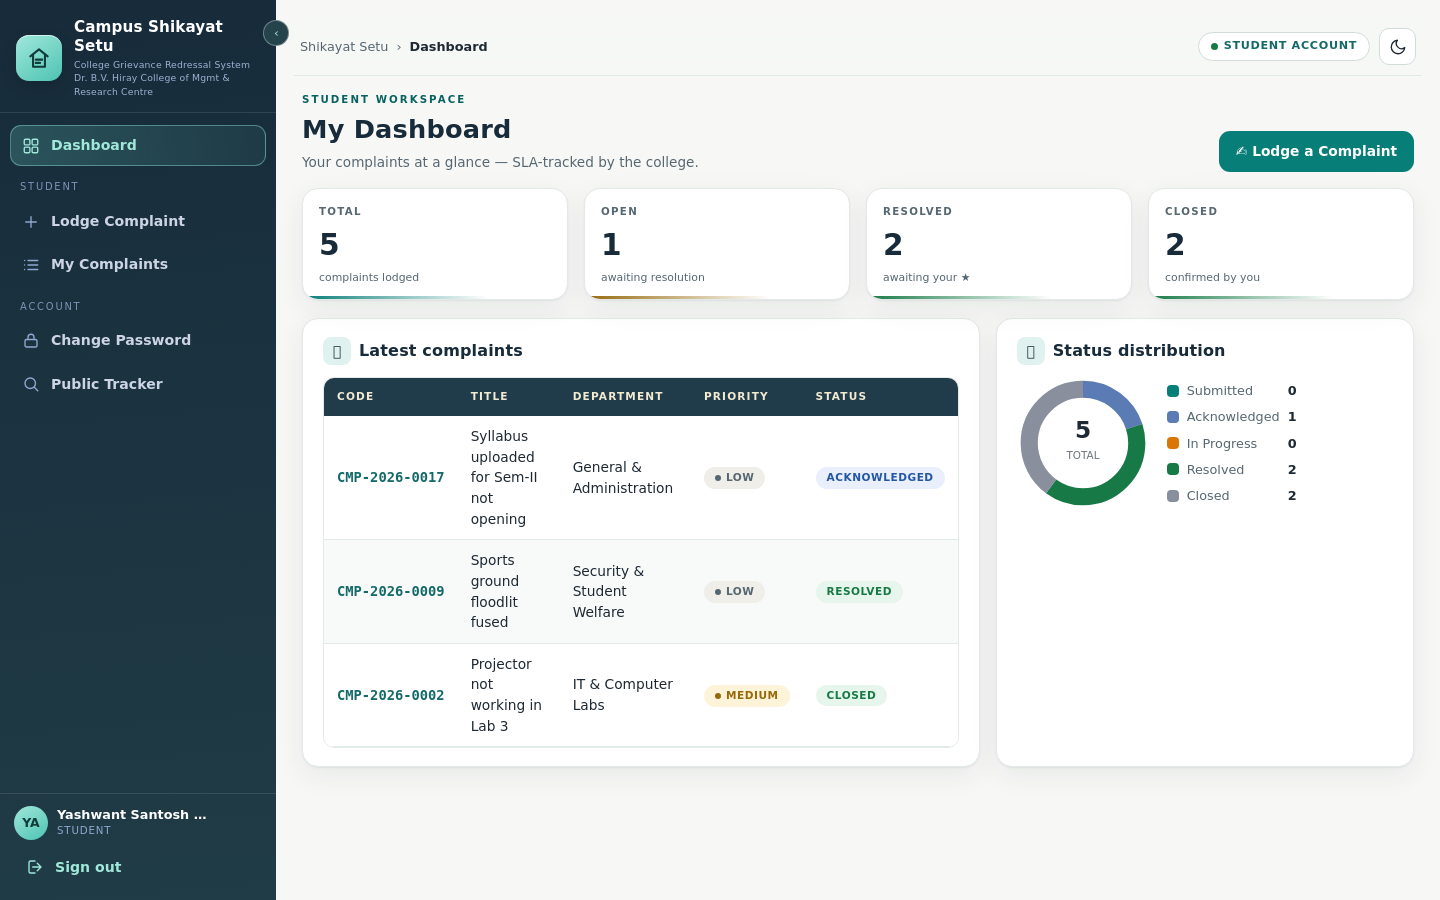 Campus Shikayat
Setu
College Grievance Redressal System
Dr. B.V. Hiray College of Mgmt &
Research Centre
Dashboard
STUDENT
Lodge Complaint
My Complaints
ACCOUNT
Change Password
Public Tracker
Yashwant Santosh ...
YA
STUDENT
Sign out
Shikayat Setu › Dashboard
STUDENT ACCOUNT
STUDENT WORKSPACE
My Dashboard
Your complaints at a glance — SLA-tracked by the college.
✍ Lodge a Complaint
TOTAL
5
complaints lodged
OPEN
1
awaiting resolution
RESOLVED
2
awaiting your ★
CLOSED
2
confirmed by you
Latest complaints
CODE TITLE DEPARTMENT PRIORITY STATUS
CMP-2026-0017
Syllabus
uploaded
for Sem-II
not
opening
General &
Administration
LOW
ACKNOWLEDGED
CMP-2026-0009
Sports
ground
floodlit
fused
Security &
Student
Welfare
LOW
RESOLVED
CMP-2026-0002
Projector
not
working in
Lab 3
IT & Computer
Labs
MEDIUM
CLOSED
Status distribution
5
TOTAL
Submitted 0
Acknowledged 1
In Progress 0
Resolved 2
Closed 2